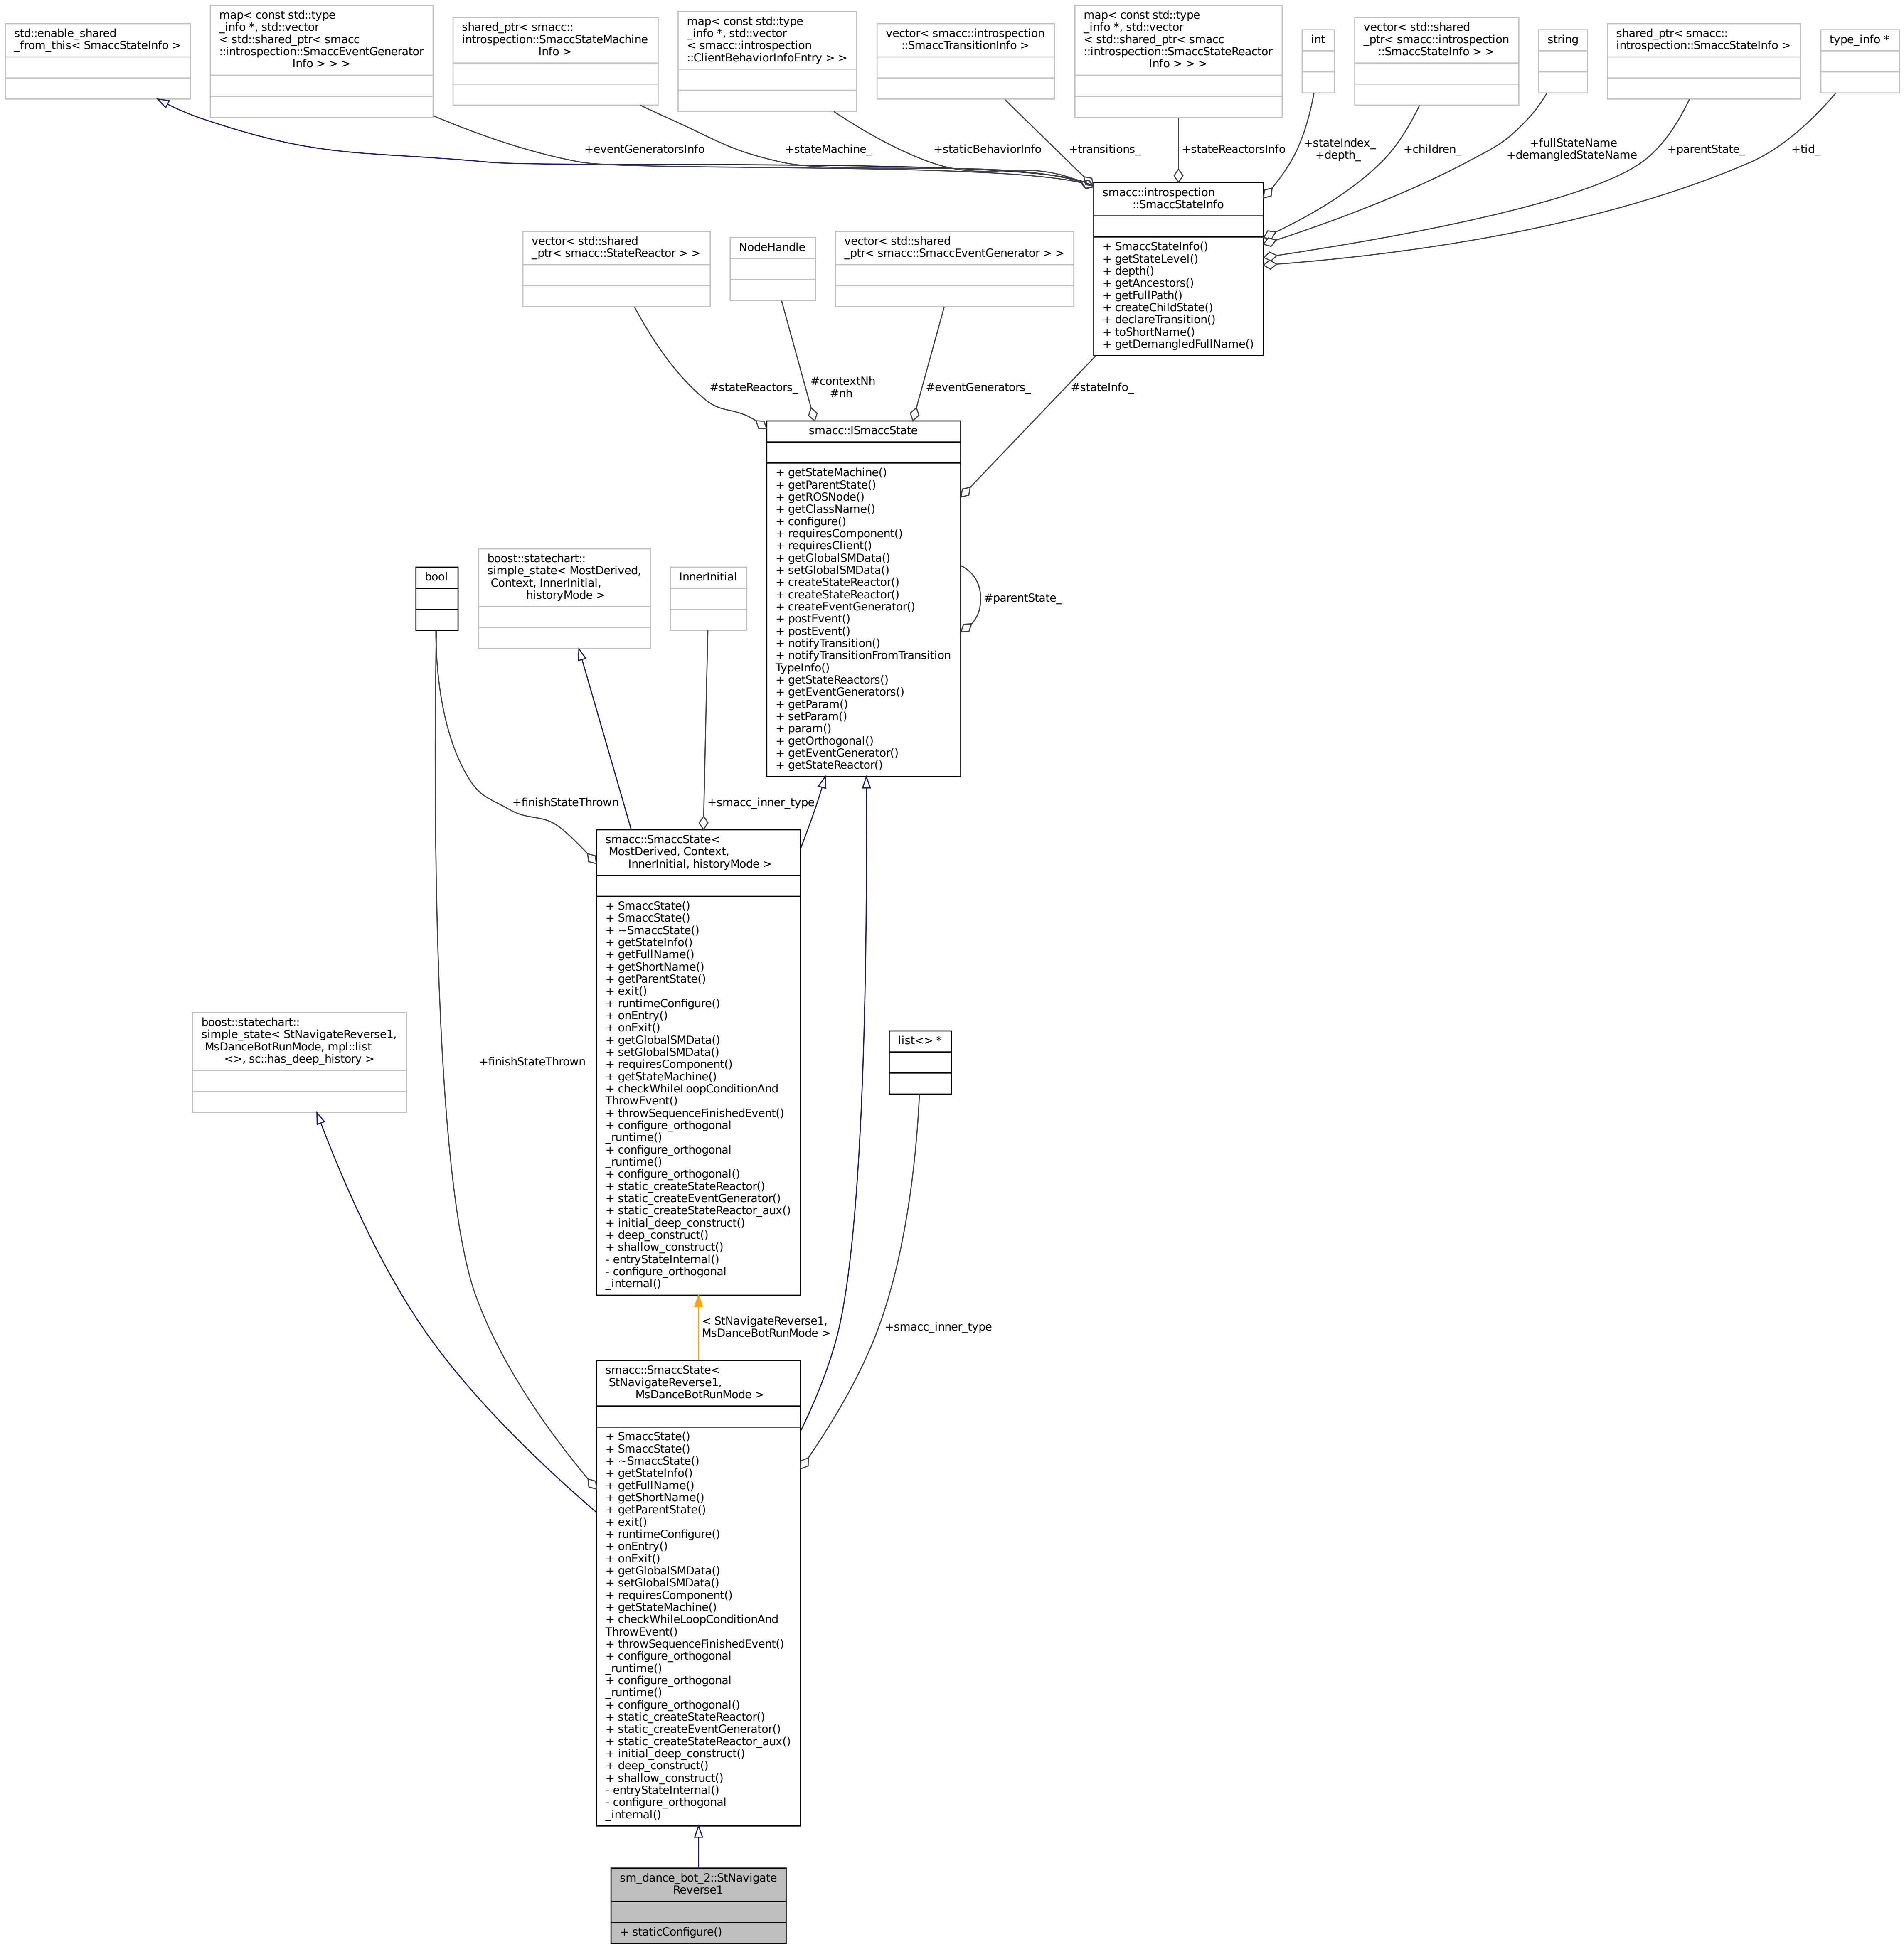 std::enable_shared
_from_this< SmaccStateInfo >
map< const std::type
_info *, std::vector
< std::shared_ptr< smacc
::introspection::SmaccEventGenerator
Info > > >
shared_ptr< smacc::
introspection::SmaccStateMachine
Info >
map< const std::type
_info *, std::vector
< smacc::introspection
::ClientBehaviorInfoEntry > >
vector< smacc::introspection
::SmaccTransitionInfo >
map< const std::type
_info *, std::vector
< std::shared_ptr< smacc
::introspection::SmaccStateReactor
Info > > >
int
vector< std::shared
_ptr< smacc::introspection
::SmaccStateInfo > >
string
shared_ptr< smacc::
introspection::SmaccStateInfo >
type_info *
+eventGeneratorsInfo
+stateMachine_
+staticBehaviorInfo
+transitions_
+stateReactorsInfo
+stateIndex_
+depth_
+children_
+fullStateName
+demangledStateName
+parentState_
+tid_
smacc::introspection
::SmaccStateInfo
+ SmaccStateInfo()
+ getStateLevel()
+ depth()
+ getAncestors()
+ getFullPath()
+ createChildState()
+ declareTransition()
+ toShortName()
+ getDemangledFullName()
vector< std::shared
_ptr< smacc::StateReactor > >
NodeHandle
vector< std::shared
_ptr< smacc::SmaccEventGenerator > >
#stateReactors_
#contextNh
#nh
#eventGenerators_
#stateInfo_
smacc::ISmaccState
+ getStateMachine()
+ getParentState()
+ getROSNode()
+ getClassName()
+ configure()
+ requiresComponent()
+ requiresClient()
+ getGlobalSMData()
+ setGlobalSMData()
+ createStateReactor()
+ createStateReactor()
+ createEventGenerator()
+ postEvent()
+ postEvent()
+ notifyTransition()
+ notifyTransitionFromTransition
TypeInfo()
+ getStateReactors()
+ getEventGenerators()
+ getParam()
+ setParam()
+ param()
+ getOrthogonal()
+ getEventGenerator()
+ getStateReactor()
#parentState_
bool
boost::statechart::
simple_state< MostDerived,
Context, InnerInitial,
historyMode >
InnerInitial
+finishStateThrown
+smacc_inner_type
smacc::SmaccState<
MostDerived, Context,
InnerInitial, historyMode >
+ SmaccState()
+ SmaccState()
+ ~SmaccState()
+ getStateInfo()
+ getFullName()
+ getShortName()
+ getParentState()
+ exit()
+ runtimeConfigure()
+ onEntry()
+ onExit()
+ getGlobalSMData()
+ setGlobalSMData()
+ requiresComponent()
+ getStateMachine()
+ checkWhileLoopConditionAnd
ThrowEvent()
+ throwSequenceFinishedEvent()
+ configure_orthogonal
_runtime()
+ configure_orthogonal
_runtime()
+ configure_orthogonal()
+ static_createStateReactor()
+ static_createEventGenerator()
+ static_createStateReactor_aux()
+ initial_deep_construct()
+ deep_construct()
+ shallow_construct()
- entryStateInternal()
- configure_orthogonal
_internal()
boost::statechart::
simple_state< StNavigateReverse1,
MsDanceBotRunMode, mpl::list
<>, sc::has_deep_history >
+finishStateThrown
list<> *
< StNavigateReverse1,
MsDanceBotRunMode >
+smacc_inner_type
smacc::SmaccState<
StNavigateReverse1,
MsDanceBotRunMode >
+ SmaccState()
+ SmaccState()
+ ~SmaccState()
+ getStateInfo()
+ getFullName()
+ getShortName()
+ getParentState()
+ exit()
+ runtimeConfigure()
+ onEntry()
+ onExit()
+ getGlobalSMData()
+ setGlobalSMData()
+ requiresComponent()
+ getStateMachine()
+ checkWhileLoopConditionAnd
ThrowEvent()
+ throwSequenceFinishedEvent()
+ configure_orthogonal
_runtime()
+ configure_orthogonal
_runtime()
+ configure_orthogonal()
+ static_createStateReactor()
+ static_createEventGenerator()
+ static_createStateReactor_aux()
+ initial_deep_construct()
+ deep_construct()
+ shallow_construct()
- entryStateInternal()
- configure_orthogonal
_internal()
sm_dance_bot_2::StNavigate
Reverse1
+ staticConfigure()